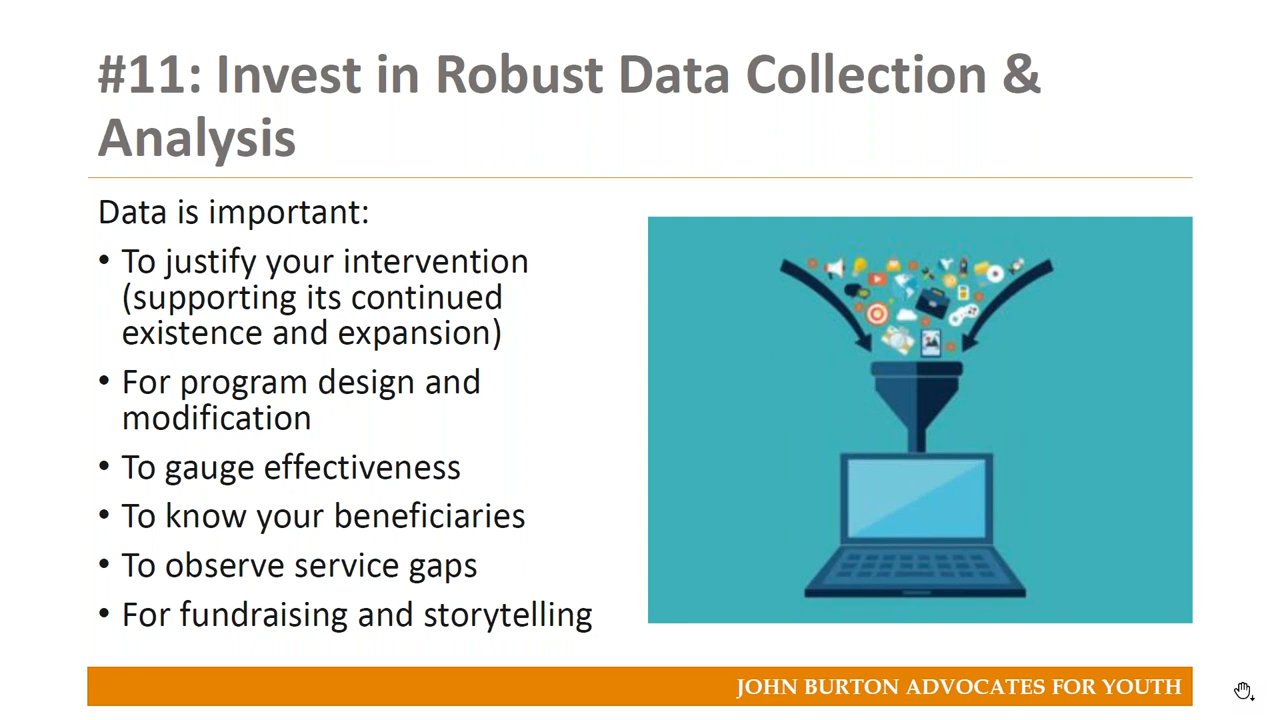 #11: Invest in Robust Data Collection &
Analysis
Data is important:
• To justify your intervention
(supporting its continued
existence and expansion)
• For program design and
modification
• To gauge effectiveness
• To know your beneficiaries
• To observe service gaps
• For fundraising and storytelling
JOHN BURTON ADVOCATES FOR YOUTH